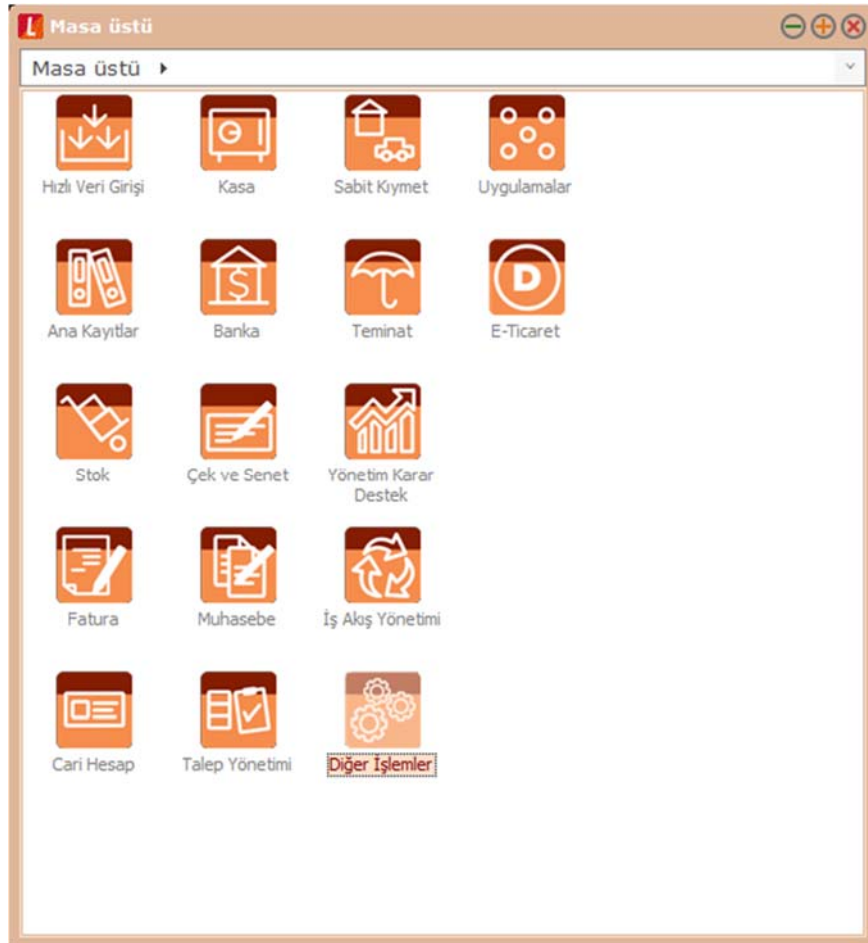 Masa üstü
Masa üstü
Hızlı Veri Girişi
Kasa
Sabit Kıymet
Uygulamalar
Ana Kayıtlar
Banka
Teminat
E-Ticaret
Stok
Çek ve Senet
Yönetim Karar
Destek
Fatura
Muhasebe
İş Akış Yönetimi
Cari Hesap
Talep Yönetimi
Diğer İşlemler